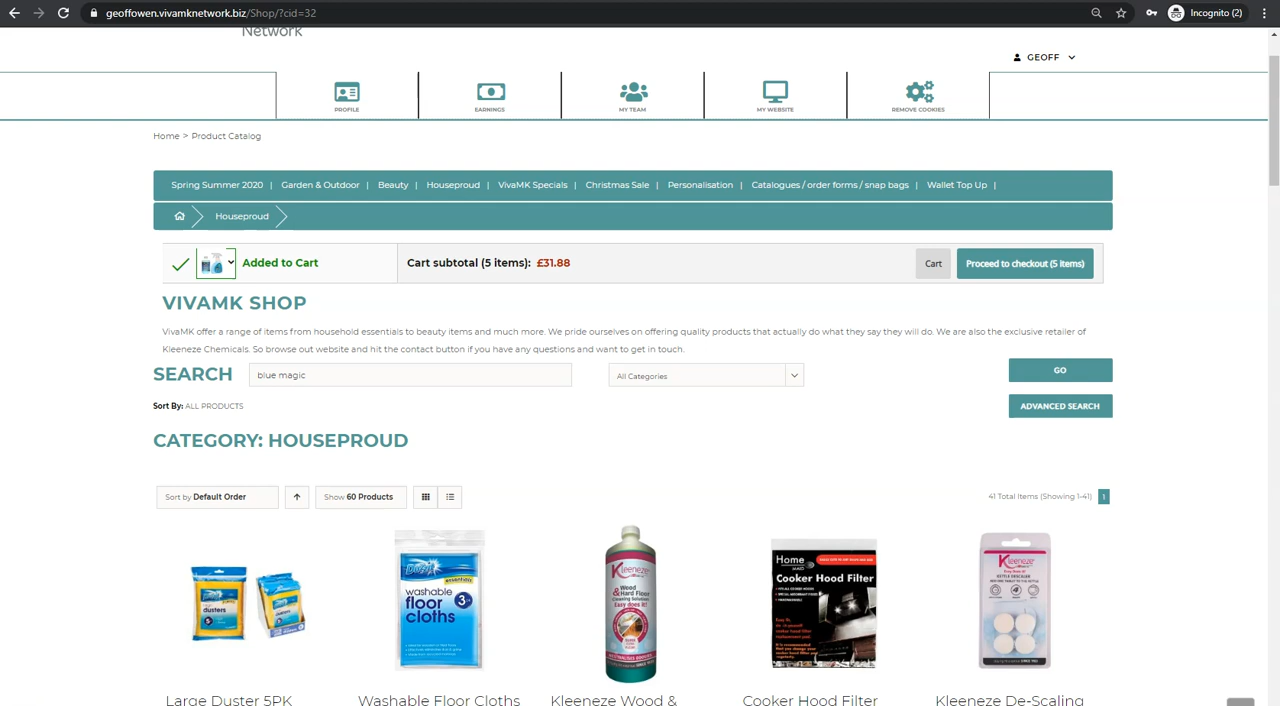 geoffowen.vivamknetwork.biz/Shop/?cid=32
Incognito (2)
Network
GEOFF
PROFILE
EARNINGS
MY TEAM
MY WEBSITE
REMOVE COOKIES
Home > Product Catalog
Spring Summer 2020 | Garden & Outdoor | Beauty | Houseproud | VivaMK Specials | Christmas Sale | Personalisation | Catalogues / order forms / snap bags | Wallet Top Up |
Houseproud
Added to Cart
Cart subtotal (5 items): £31.88
Cart
Proceed to checkout (5 items)
VIVAMK SHOP
VivaMK offer a range of items from household essentials to beauty items and much more. We pride ourselves on offering quality products that actually do what they say they will do. We are also the exclusive retailer of
Kleeneze Chemicals. So browse out website and hit the contact button if you have any questions and want to get in touch.
SEARCH
blue magic
All Categories
GO
Sort By: ALL PRODUCTS
ADVANCED SEARCH
CATEGORY: HOUSEPROUD
Sort by Default Order
Show 60 Products
41 Total Items (Showing 1-41) 1
dusters
5
essentials
washable
floor
cloths
3
Kleeneze
Wood
& Hard Floor
Cleaning Solution
Easy does it!
Home
MAID
Cooker Hood Filter
Kleeneze
Large Duster 5PK
Washable Floor Cloths
Kleeneze Wood &
Cooker Hood Filter
Kleeneze De-Scaling